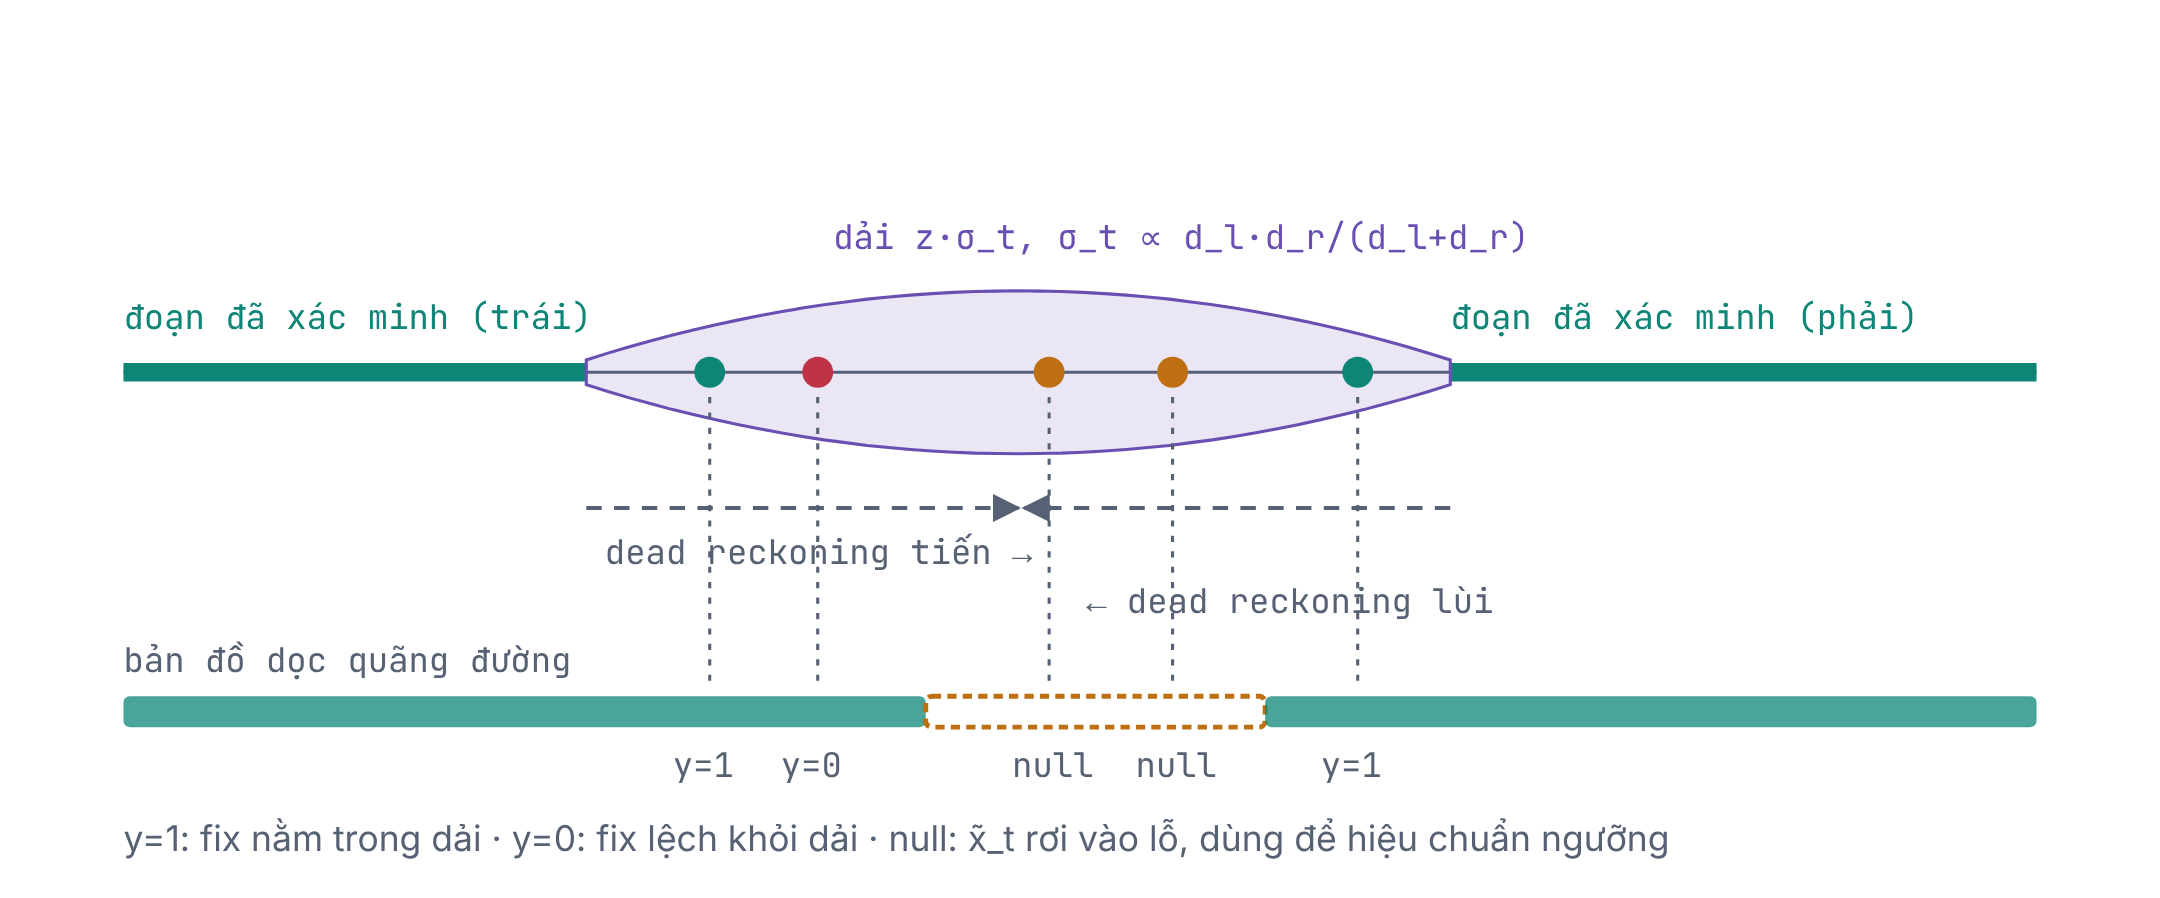 dải z·σ_t, σ_t ∝ d_l·d_r/(d_l+d_r)
đoạn đã xác minh (trái)
đoạn đã xác minh (phải)
dead reckoning tiến →
← dead reckoning lùi
bản đồ dọc quãng đường
y=1 y=0 null null y=1
y=1: fix nằm trong dải · y=0: fix lệch khỏi dải · null: x̃_t rơi vào lỗ, dùng để hiệu chuẩn ngưỡng